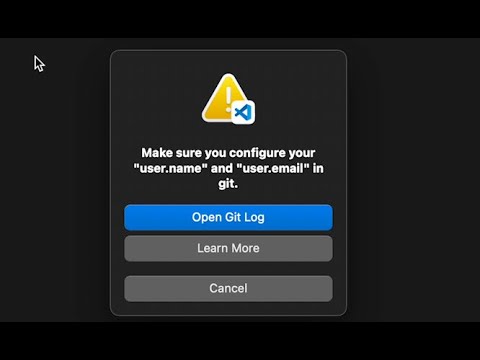 Make sure you configure your
"user.name" and "user.email" in
git.
Open Git Log
Learn More
Cancel